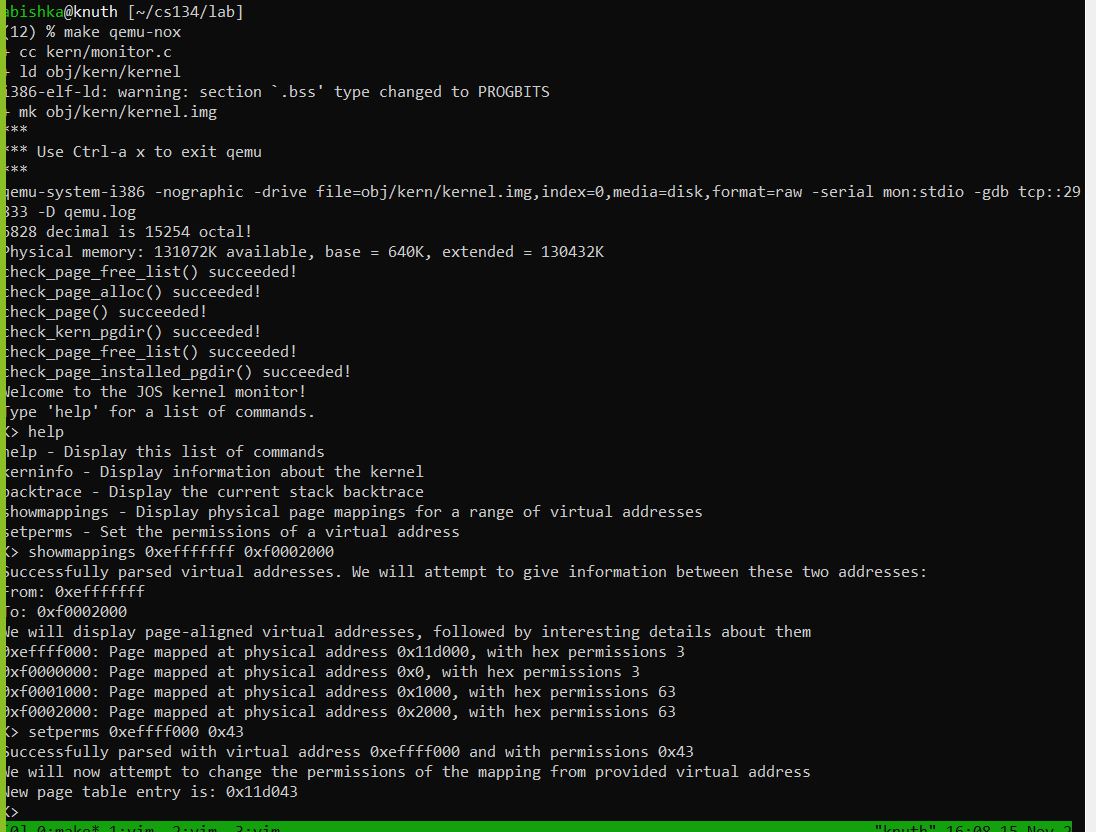 abishka@knuth [~/cs134/lab]
(12) % make qemu-nox
+ cc kern/monitor.c
+ ld obj/kern/kernel
i386-elf-ld: warning: section `.bss' type changed to PROGBITS
+ mk obj/kern/kernel.img
***
*** Use Ctrl-a x to exit qemu
***
qemu-system-i386 -nographic -drive file=obj/kern/kernel.img,index=0,media=disk,format=raw -serial mon:stdio -gdb tcp::29
333 -D qemu.log
6828 decimal is 15254 octal!
Physical memory: 131072K available, base = 640K, extended = 130432K
check_page_free_list() succeeded!
check_page_alloc() succeeded!
check_page() succeeded!
check_kern_pgdir() succeeded!
check_page_free_list() succeeded!
check_page_installed_pgdir() succeeded!
Welcome to the JOS kernel monitor!
Type 'help' for a list of commands.
K> help
help - Display this list of commands
kerninfo - Display information about the kernel
backtrace - Display the current stack backtrace
showmappings - Display physical page mappings for a range of virtual addresses
setperms - Set the permissions of a virtual address
K> showmappings 0xefffffff 0xf0002000
Successfully parsed virtual addresses. We will attempt to give information between these two addresses:
From: 0xefffffff
To: 0xf0002000
We will display page-aligned virtual addresses, followed by interesting details about them
0xeffff000: Page mapped at physical address 0x11d000, with hex permissions 3
0xf0000000: Page mapped at physical address 0x0, with hex permissions 3
0xf0001000: Page mapped at physical address 0x1000, with hex permissions 63
0xf0002000: Page mapped at physical address 0x2000, with hex permissions 63
K> setperms 0xeffff000 0x43
Successfully parsed with virtual address 0xeffff000 and with permissions 0x43
We will now attempt to change the permissions of the mapping from provided virtual address
New page table entry is: 0x11d043
K>
[0] 0:make* 1:vim 2:vim 3:vim "knuth" 16:08 15-Nov-2